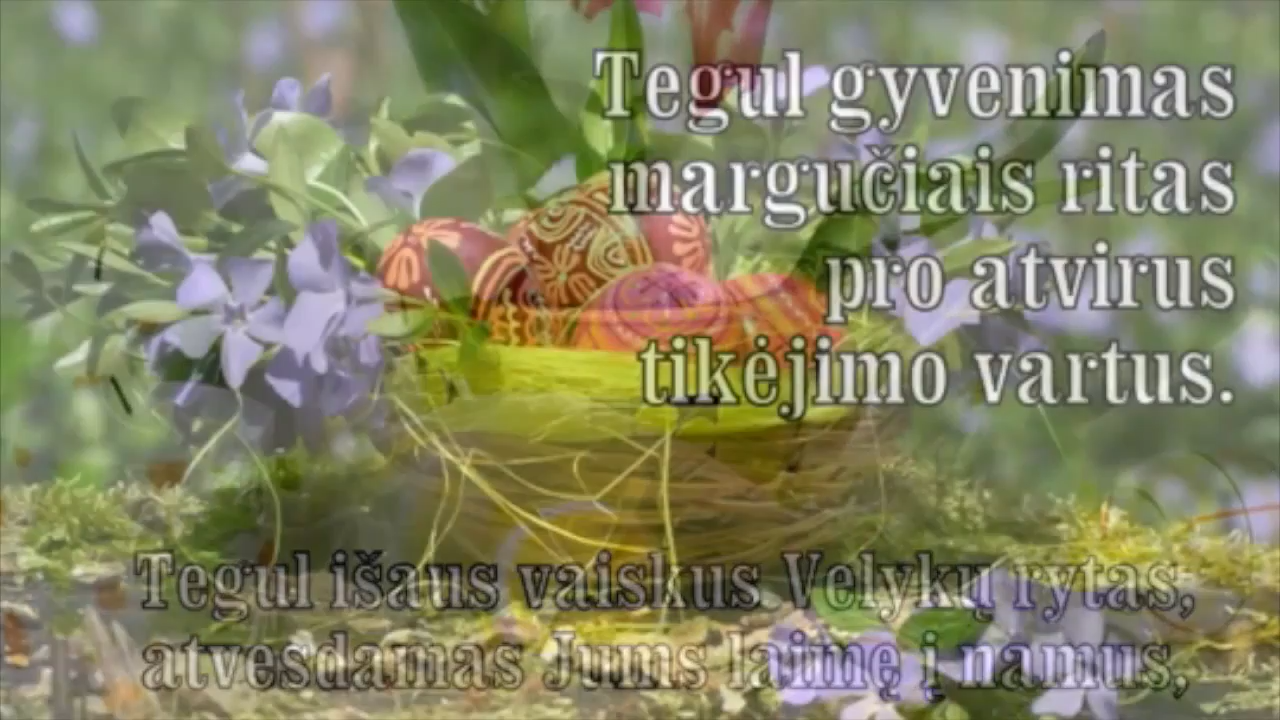 Tegul gyvenimas
margučiais ritas
pro atvirus
tikėjimo vartus.
Tegul išaus vaiskus Velykų rytas,
atvesdamas Jums laimę į namus,